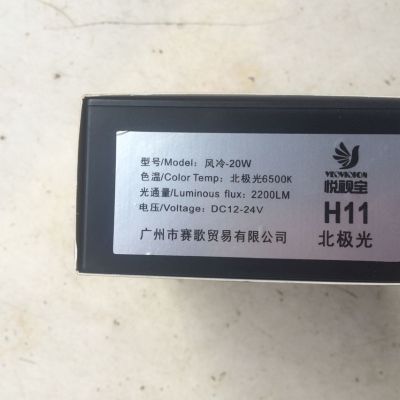 型号/Model: 风冷-20W
色温/Color Temp: 北极光6500K
光通量/Luminous flux: 2200LM
电压/Voltage: DC12-24V
广州市赛歌贸易有限公司
悦视宝
H11
北极光